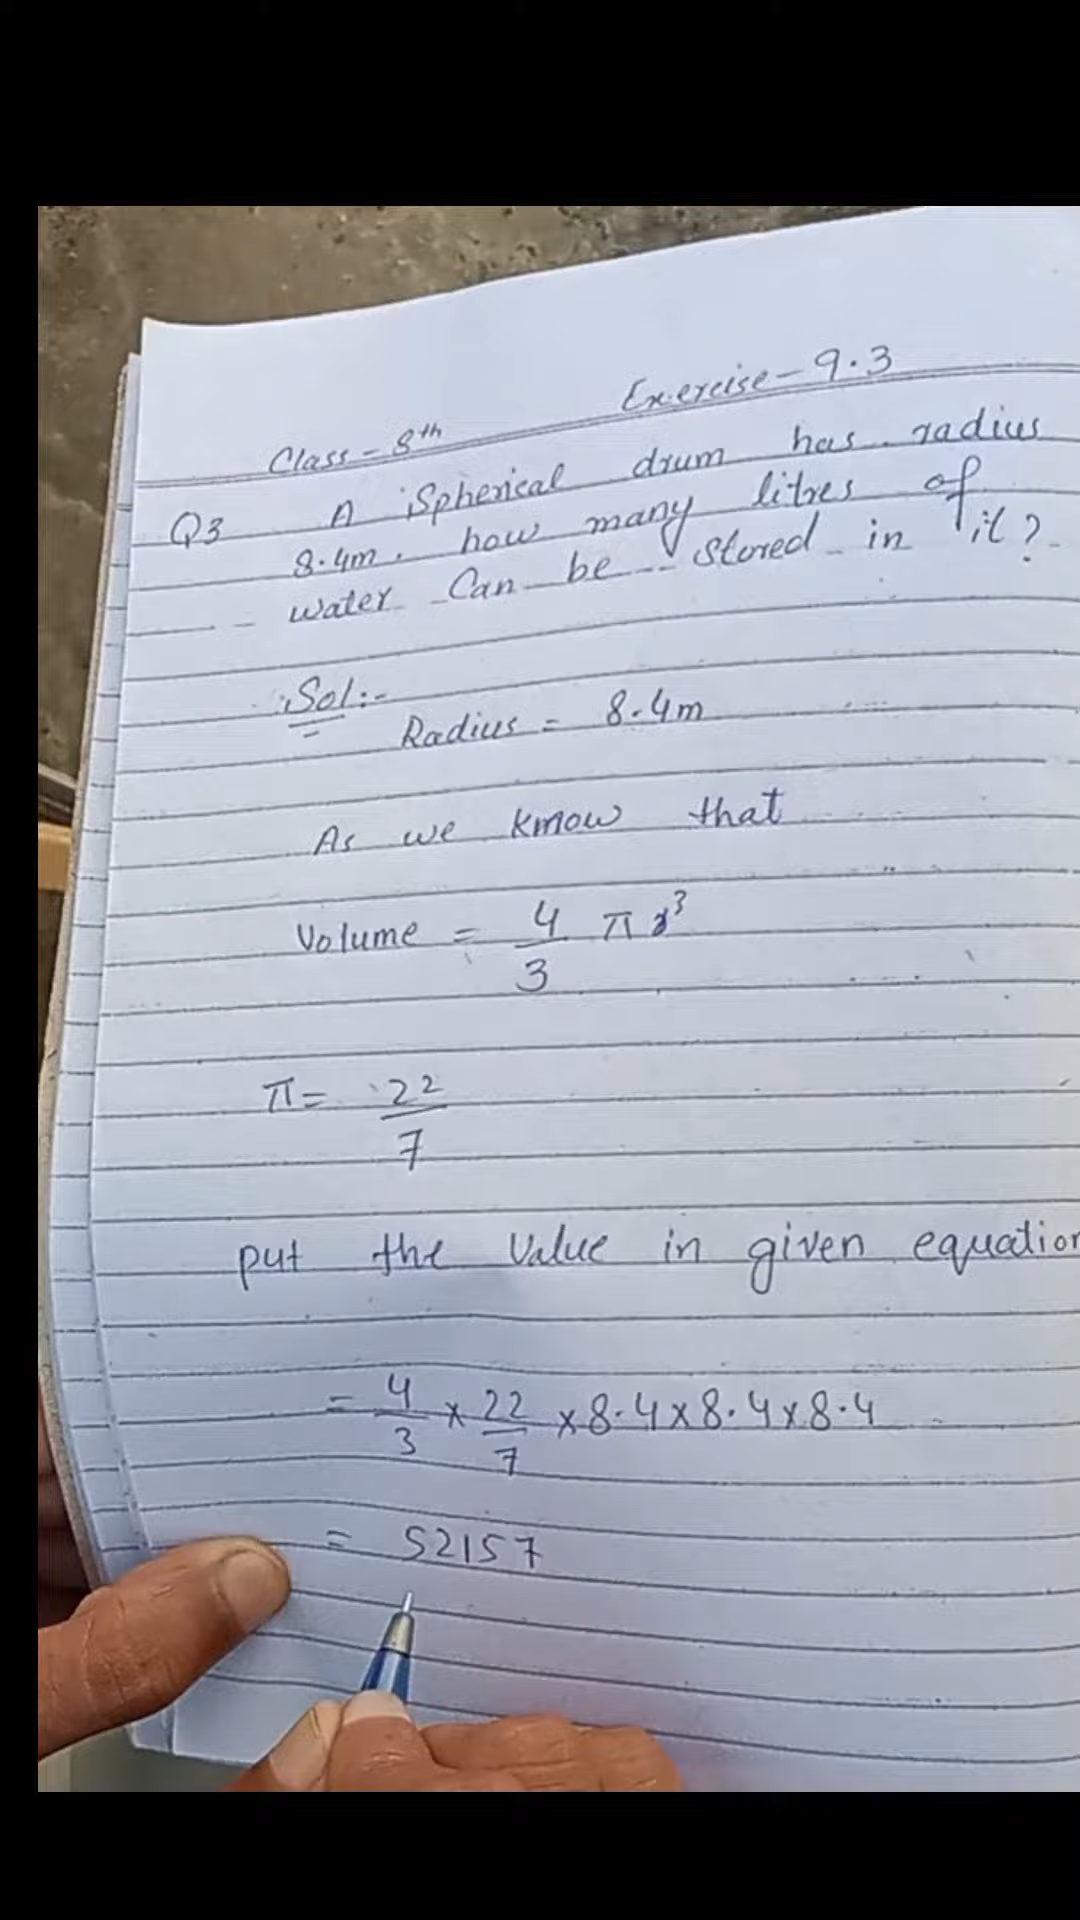 Exercise - 9.3
Class - 8th
Q3 A Spherical drum has radius
8.4m. how many litres of
water Can be stored in it?
Sol:-
Radius = 8.4m
As we know that
Volume = 4/3 π r³
π = 22/7
put the Value in given equation
= 4/3 × 22/7 × 8.4 × 8.4 × 8.4
= 52157